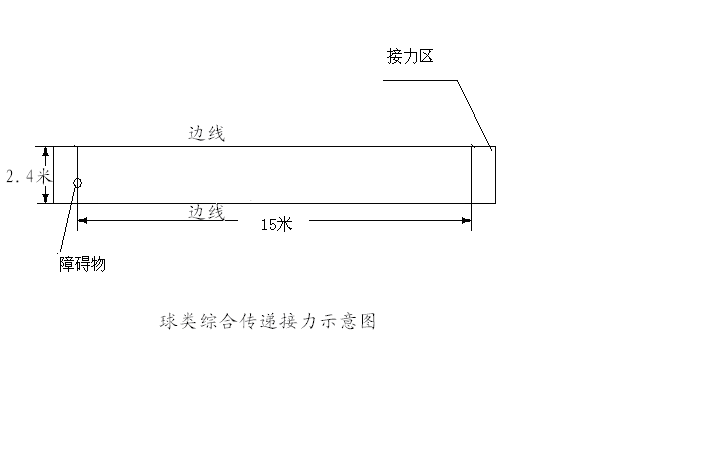 接力区
边线
2.4米
边线
15米
障碍物
球类综合传递接力示意图